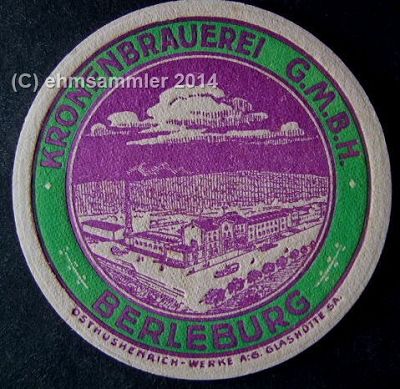 KRONENBRAUEREI G.M.B.H.
(C) ehmsammler 2014
BERLEBURG
OSTHUSHENRICH-WERKE A.G. GLASHÜTTE SA.